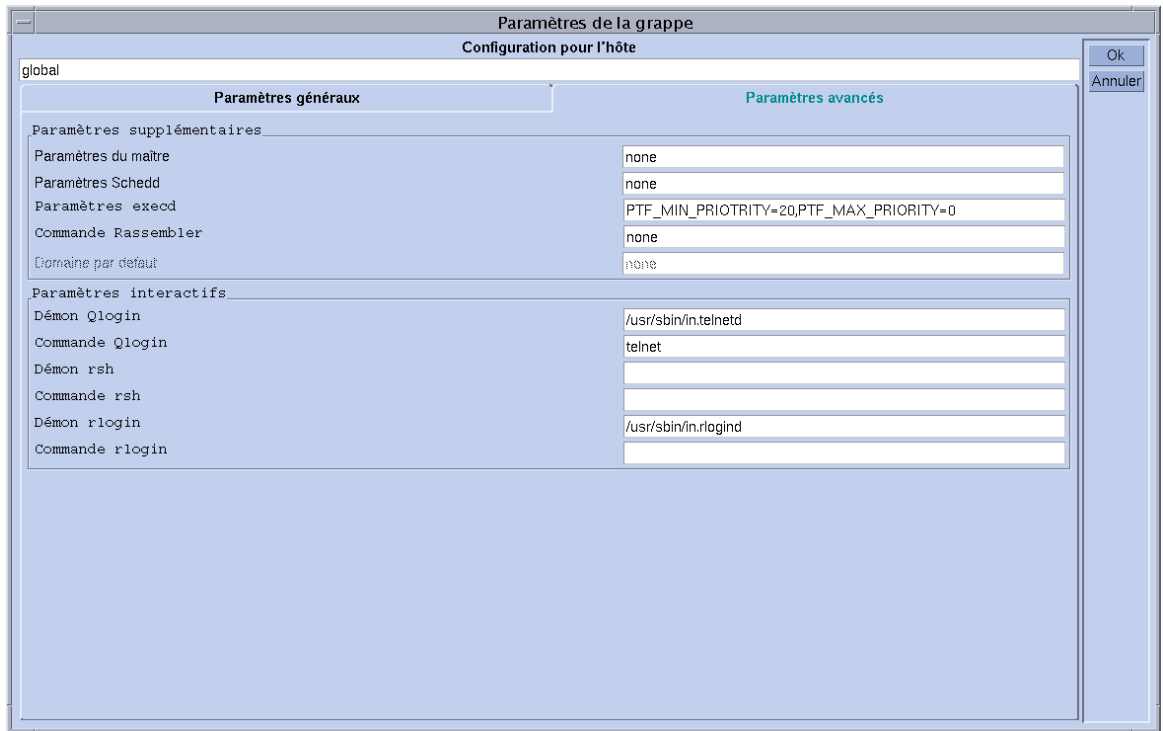 Paramètres de la grappe
Configuration pour l'hôte
Ok
global
Annuler
Paramètres généraux
Paramètres avancés
Paramètres supplémentaires
Paramètres du maître
none
Paramètres Schedd
none
Paramètres execd
PTF_MIN_PRIOTRITY=20,PTF_MAX_PRIORITY=0
Commande Rassembler
none
Domaine par defaut
none
Paramètres interactifs
Démon Qlogin
/usr/sbin/in.telnetd
Commande Qlogin
telnet
Démon rsh
Commande rsh
Démon rlogin
/usr/sbin/in.rlogind
Commande rlogin